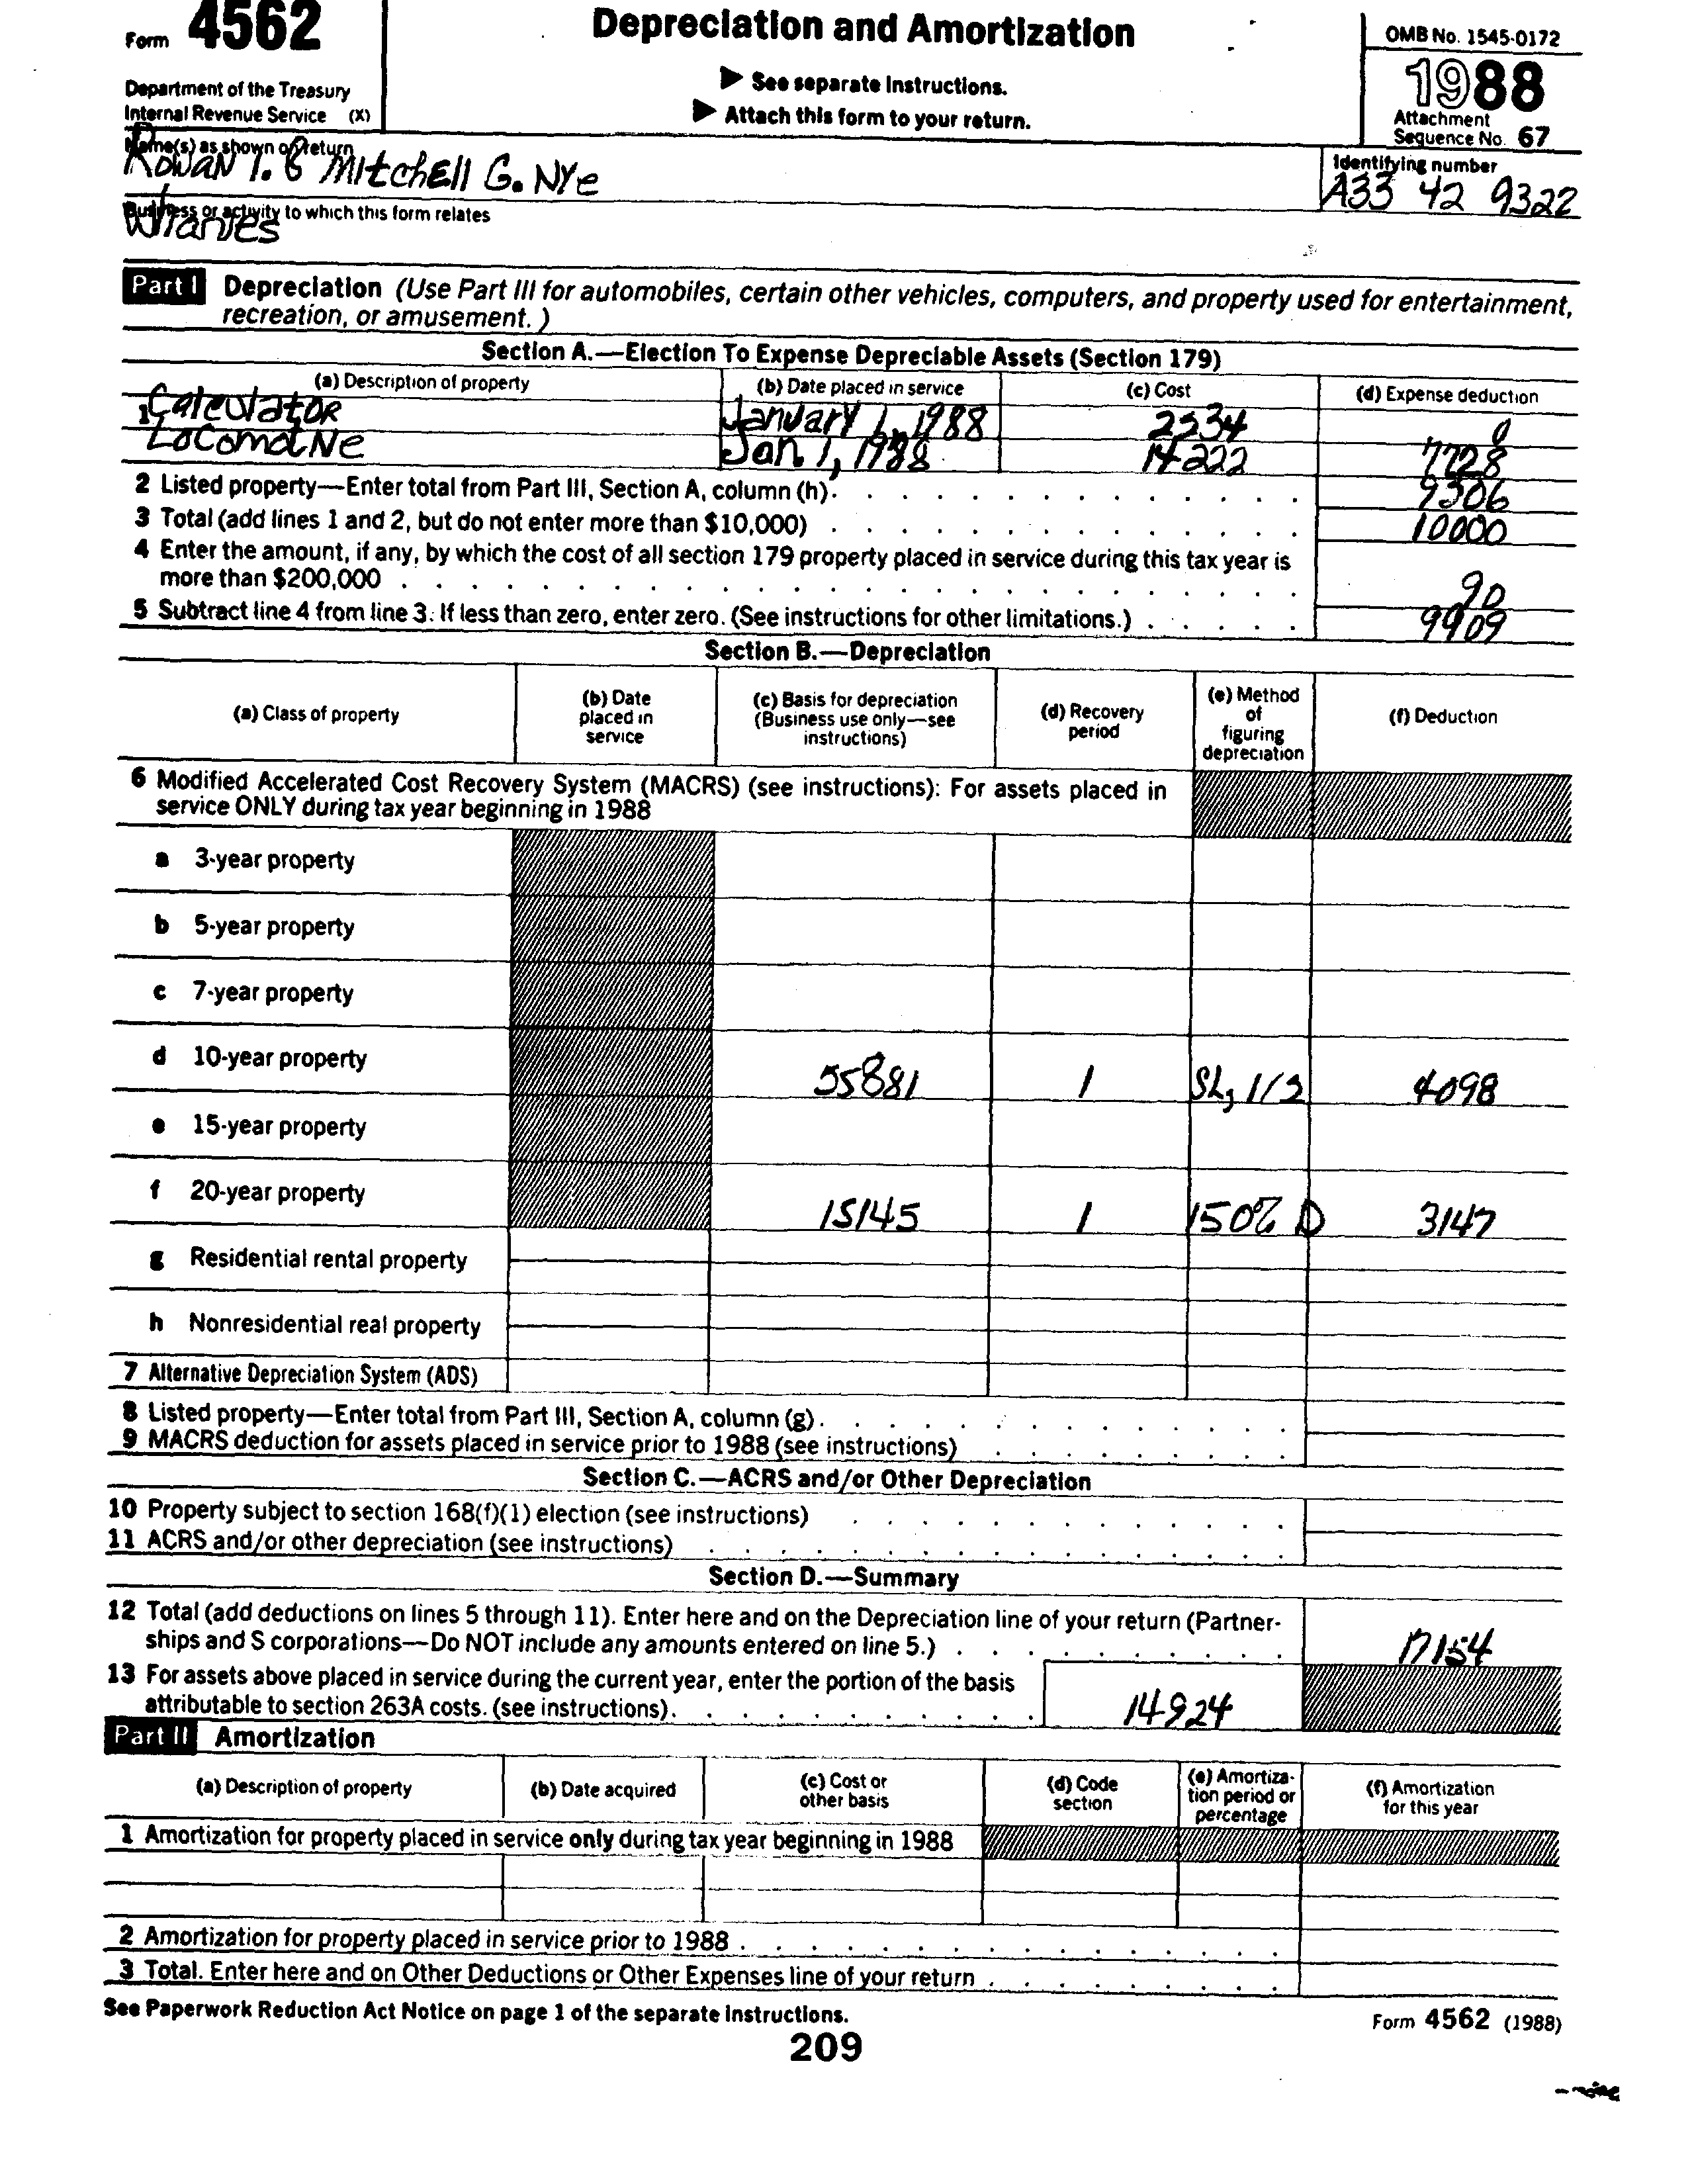 Form 4562
Department of the Treasury
Internal Revenue Service (X)
Depreciation and Amortization
▶ See separate Instructions.
▶ Attach this form to your return.
OMB No. 1545-0172
1988
Attachment
Sequence No. 67
Name(s) as shown on return
Rowan I. & Mitchell G. Nye
Identifying number
A33 42 9322
Business or activity to which this form relates
Wharves
Part I Depreciation (Use Part III for automobiles, certain other vehicles, computers, and property used for entertainment,
recreation, or amusement.)
Section A.—Election To Expense Depreciable Assets (Section 179)
(a) Description of property (b) Date placed in service (c) Cost (d) Expense deduction
1 Calculator January 1, 1988 2534 0
Locomotive Jan 1, 1988 14222 7728
2 Listed property—Enter total from Part III, Section A, column (h). 9306
3 Total (add lines 1 and 2, but do not enter more than $10,000) 10000
4 Enter the amount, if any, by which the cost of all section 179 property placed in service during this tax year is
more than $200,000 90
5 Subtract line 4 from line 3. If less than zero, enter zero. (See instructions for other limitations.) 9909
Section B.—Depreciation
(a) Class of property (b) Date placed in service (c) Basis for depreciation (Business use only—see instructions) (d) Recovery period (e) Method of figuring depreciation (f) Deduction
6 Modified Accelerated Cost Recovery System (MACRS) (see instructions): For assets placed in
service ONLY during tax year beginning in 1988
a 3-year property
b 5-year property
c 7-year property
d 10-year property 55881 1 SL, 1/2 4098
e 15-year property
f 20-year property 15145 1 150% D 3147
g Residential rental property
h Nonresidential real property
7 Alternative Depreciation System (ADS)
8 Listed property—Enter total from Part III, Section A, column (g).
9 MACRS deduction for assets placed in service prior to 1988 (see instructions)
Section C.—ACRS and/or Other Depreciation
10 Property subject to section 168(f)(1) election (see instructions)
11 ACRS and/or other depreciation (see instructions)
Section D.—Summary
12 Total (add deductions on lines 5 through 11). Enter here and on the Depreciation line of your return (Partner-
ships and S corporations—Do NOT include any amounts entered on line 5.) 17154
13 For assets above placed in service during the current year, enter the portion of the basis
attributable to section 263A costs. (see instructions). 14924
Part II Amortization
(a) Description of property (b) Date acquired (c) Cost or other basis (d) Code section (e) Amortiza- tion period or percentage (f) Amortization for this year
1 Amortization for property placed in service only during tax year beginning in 1988
2 Amortization for property placed in service prior to 1988
3 Total. Enter here and on Other Deductions or Other Expenses line of your return
See Paperwork Reduction Act Notice on page 1 of the separate instructions.
Form 4562 (1988)
209